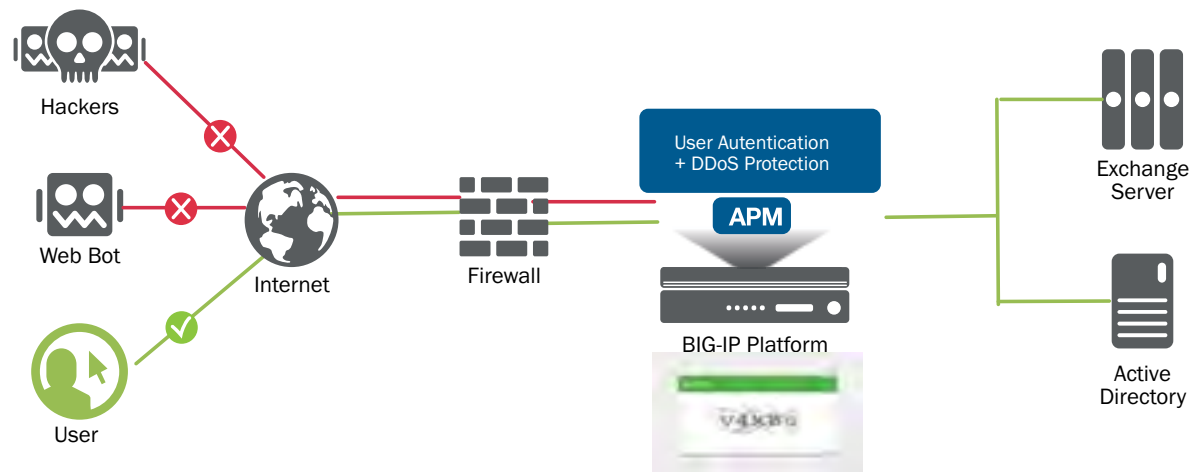 Hackers
Web Bot
User
Internet
Firewall
User Autentication
+ DDoS Protection
APM
BIG-IP Platform
Exchange
Server
Active
Directory